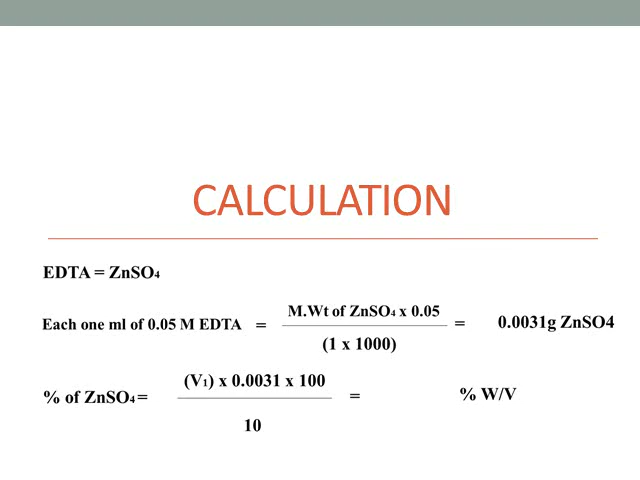 CALCULATION
EDTA = ZnSO4
Each one ml of 0.05 M EDTA = M.Wt of ZnSO4 x 0.05 / (1 x 1000) = 0.0031g ZnSO4
% of ZnSO4 = (V1) x 0.0031 x 100 / 10 = % W/V